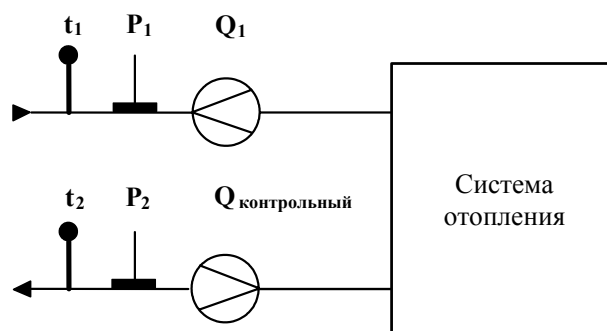 t1 P1 Q1
t2 P2 Q контрольный
Система
отопления